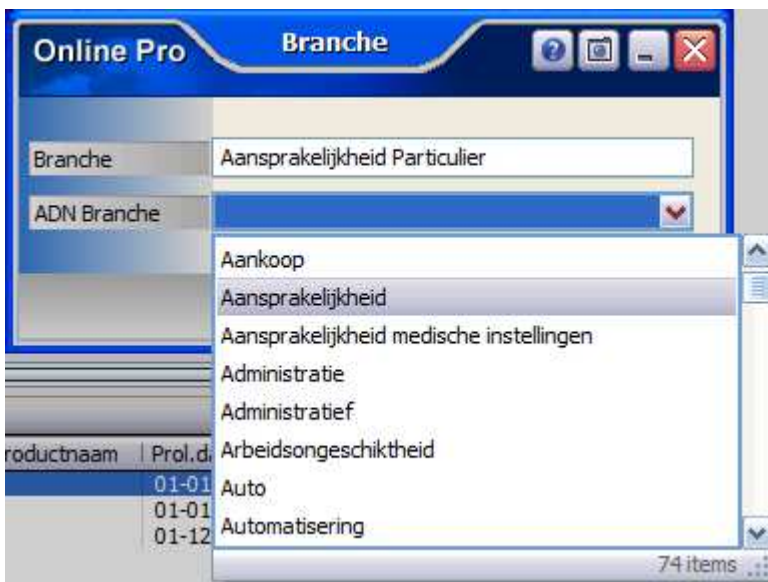 Online Pro
Branche
Branche
Aansprakelijkheid Particulier
ADN Branche
Aankoop
Aansprakelijkheid
Aansprakelijkheid medische instellingen
Administratie
Administratief
Arbeidsongeschiktheid
Auto
Automatisering
74 items
roductnaam Prol.d
01-01
01-01
01-12